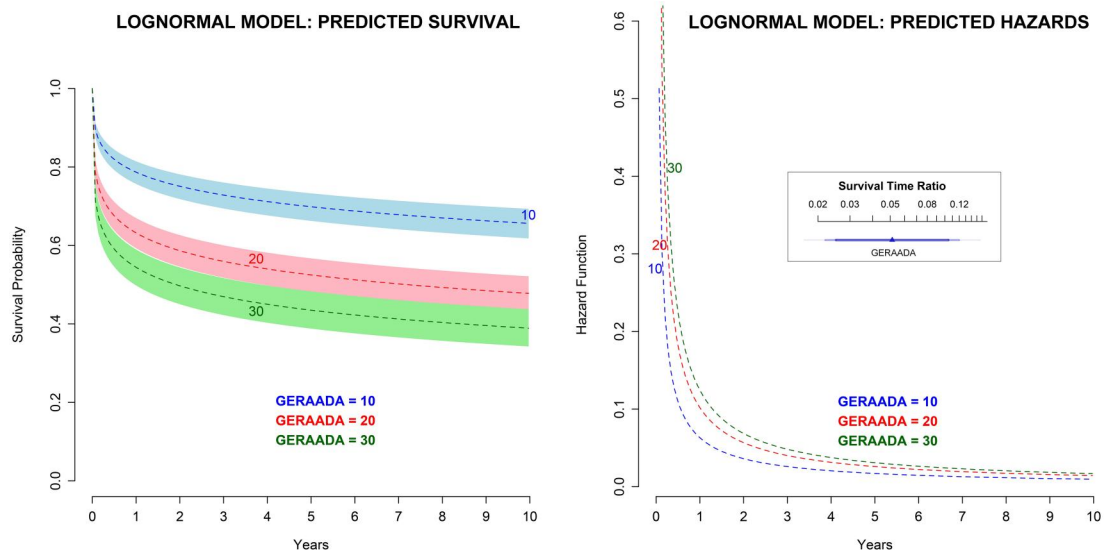 LOGNORMAL MODEL: PREDICTED SURVIVAL
Survival Probability
1.0
0.8
0.6
0.4
0.2
0.0
10
20
30
GERAADA = 10
GERAADA = 20
GERAADA = 30
0 1 2 3 4 5 6 7 8 9 10
Years
LOGNORMAL MODEL: PREDICTED HAZARDS
Hazard Function
0.6
0.5
0.4
0.3
0.2
0.1
0.0
30
20
10
Survival Time Ratio
0.02 0.03 0.05 0.08 0.12
GERAADA
GERAADA = 10
GERAADA = 20
GERAADA = 30
0 1 2 3 4 5 6 7 8 9 10
Years